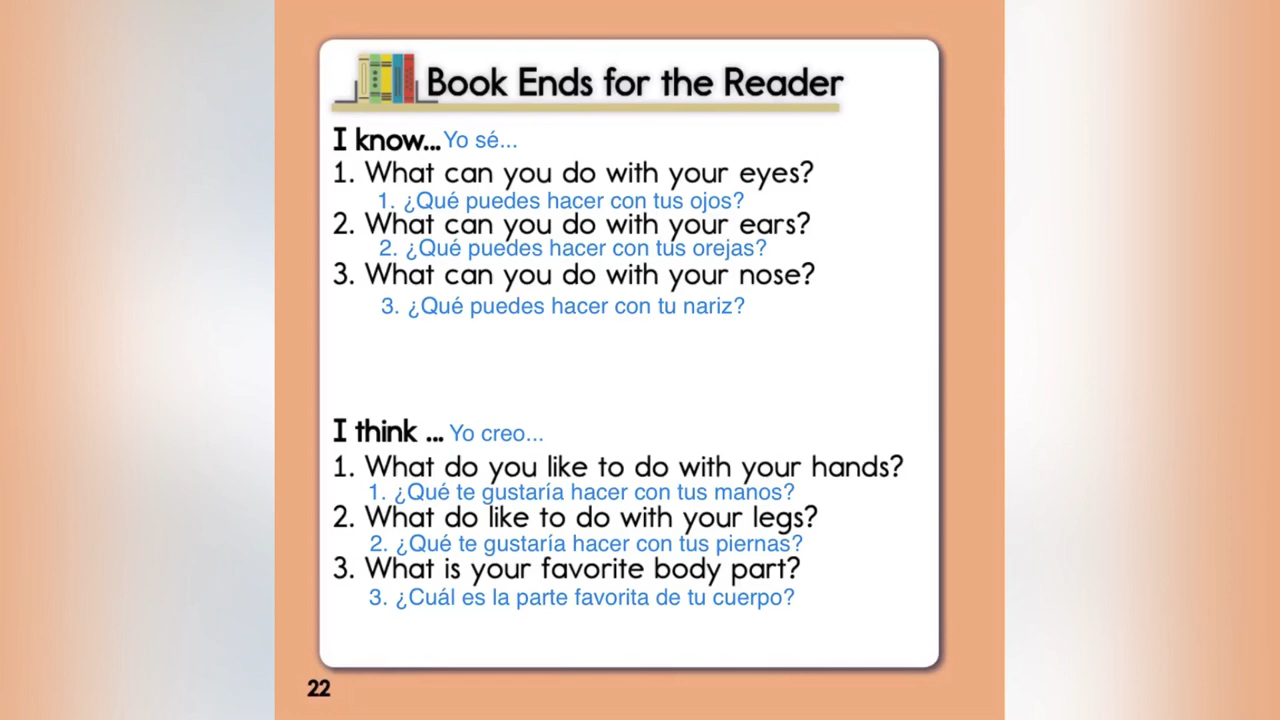 Book Ends for the Reader
I know... Yo sé...
1. What can you do with your eyes?
1. ¿Qué puedes hacer con tus ojos?
2. What can you do with your ears?
2. ¿Qué puedes hacer con tus orejas?
3. What can you do with your nose?
3. ¿Qué puedes hacer con tu nariz?
I think ... Yo creo...
1. What do you like to do with your hands?
1. ¿Qué te gustaría hacer con tus manos?
2. What do like to do with your legs?
2. ¿Qué te gustaría hacer con tus piernas?
3. What is your favorite body part?
3. ¿Cuál es la parte favorita de tu cuerpo?
22